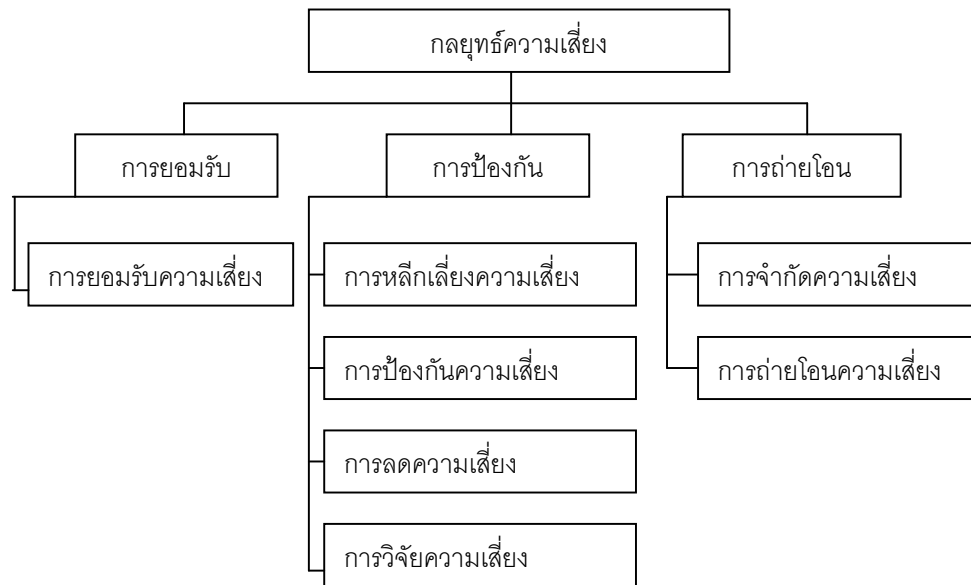 กลยุทธ์ความเสี่ยง
การยอมรับ
การป้องกัน
การถ่ายโอน
การยอมรับความเสี่ยง
การหลีกเลี่ยงความเสี่ยง
การจำกัดความเสี่ยง
การป้องกันความเสี่ยง
การถ่ายโอนความเสี่ยง
การลดความเสี่ยง
การวิจัยความเสี่ยง